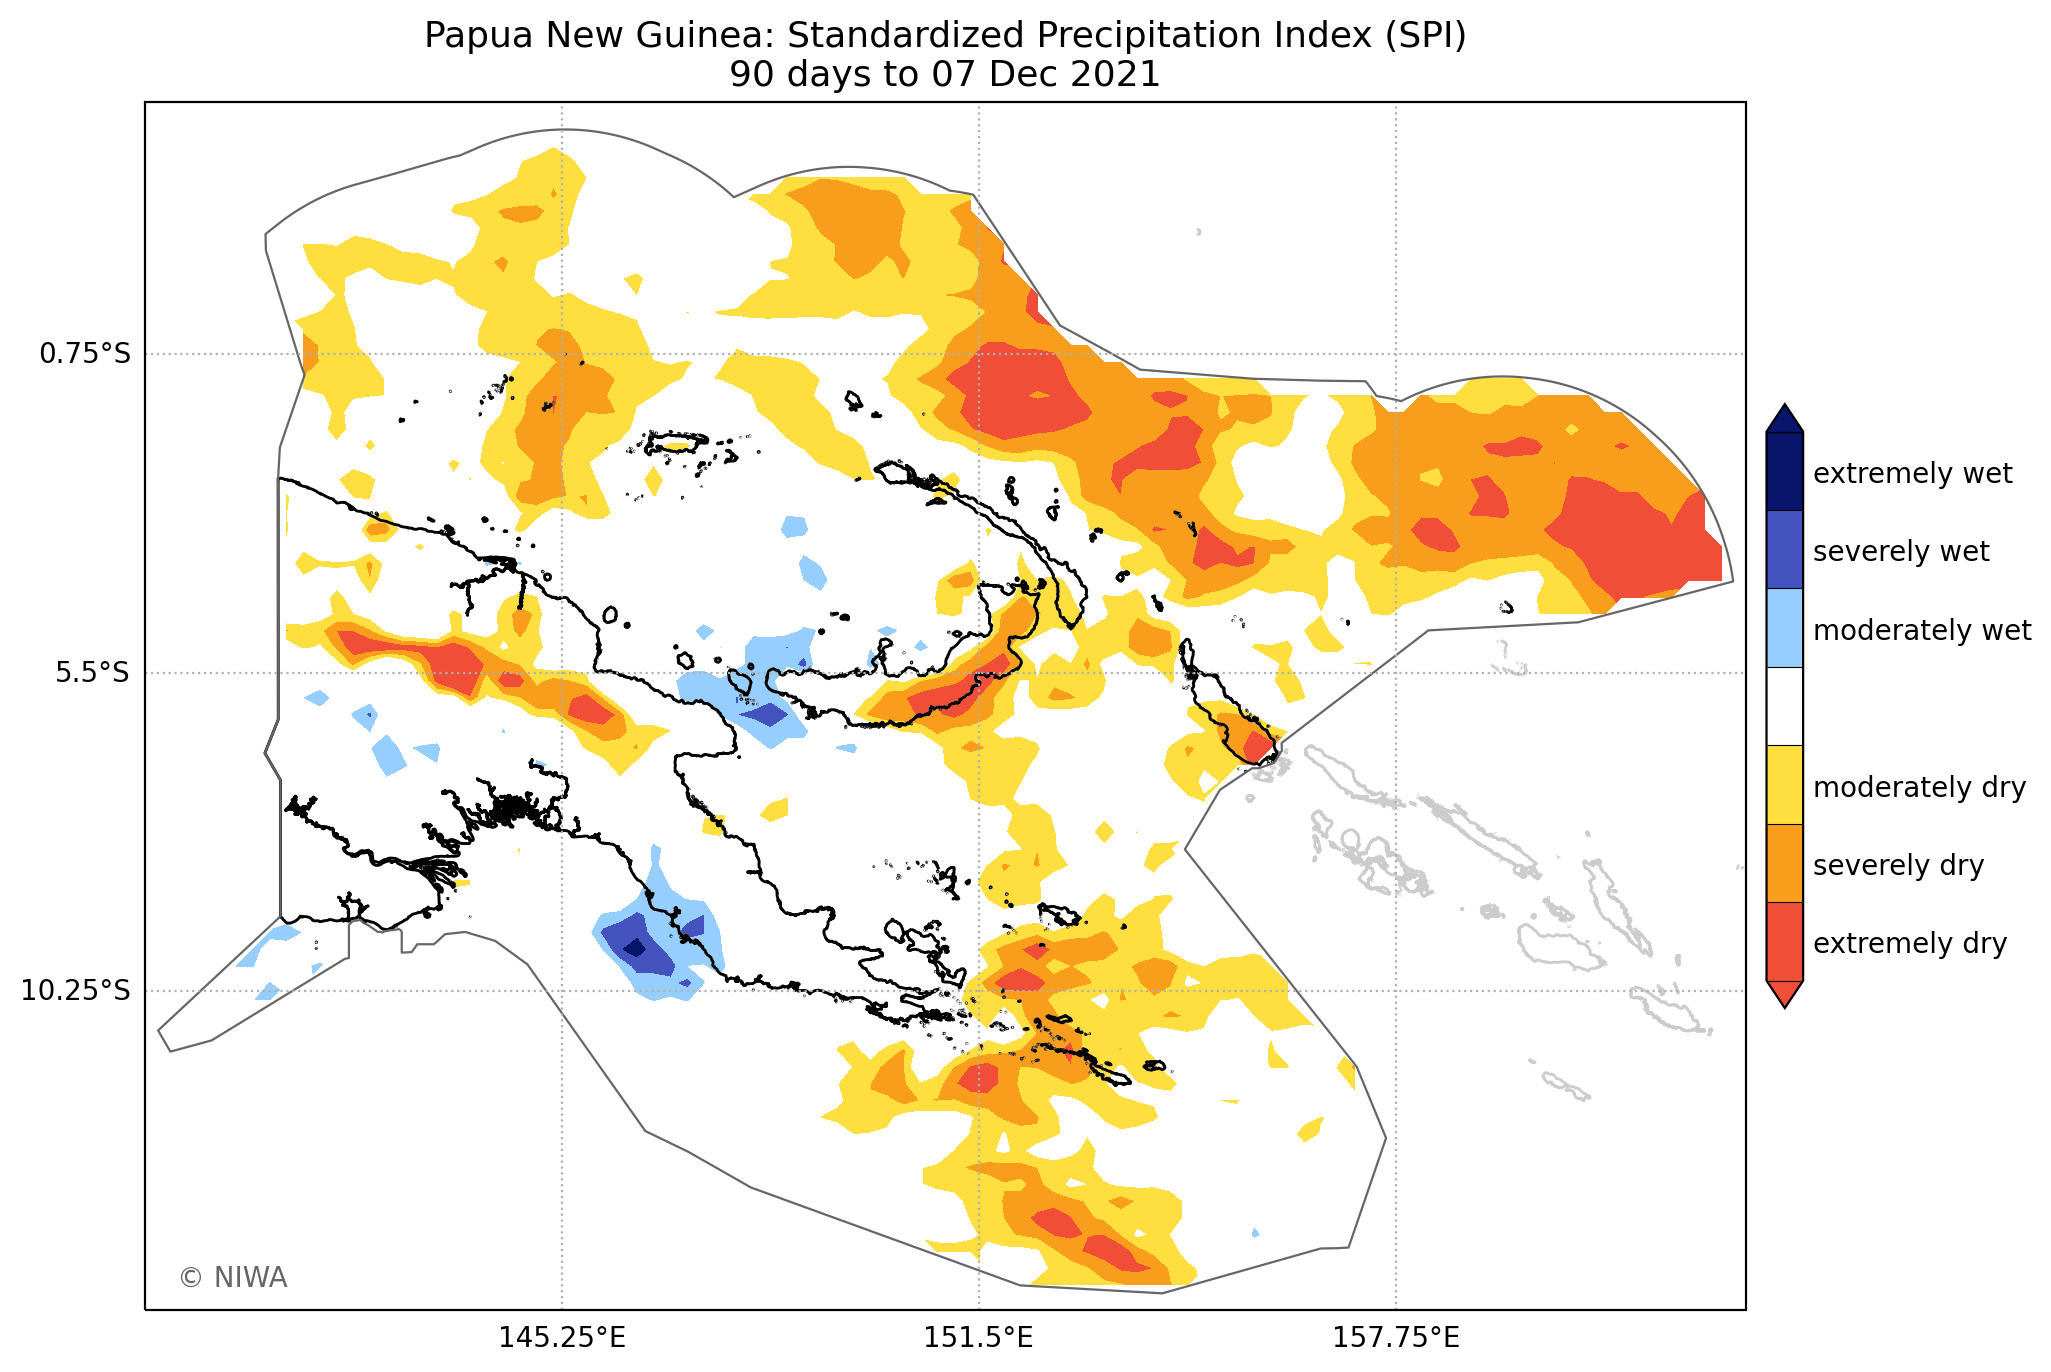 Papua New Guinea: Standardized Precipitation Index (SPI)
90 days to 07 Dec 2021
0.75°S
5.5°S
10.25°S
145.25°E
151.5°E
157.75°E
extremely wet
severely wet
moderately wet
moderately dry
severely dry
extremely dry
© NIWA